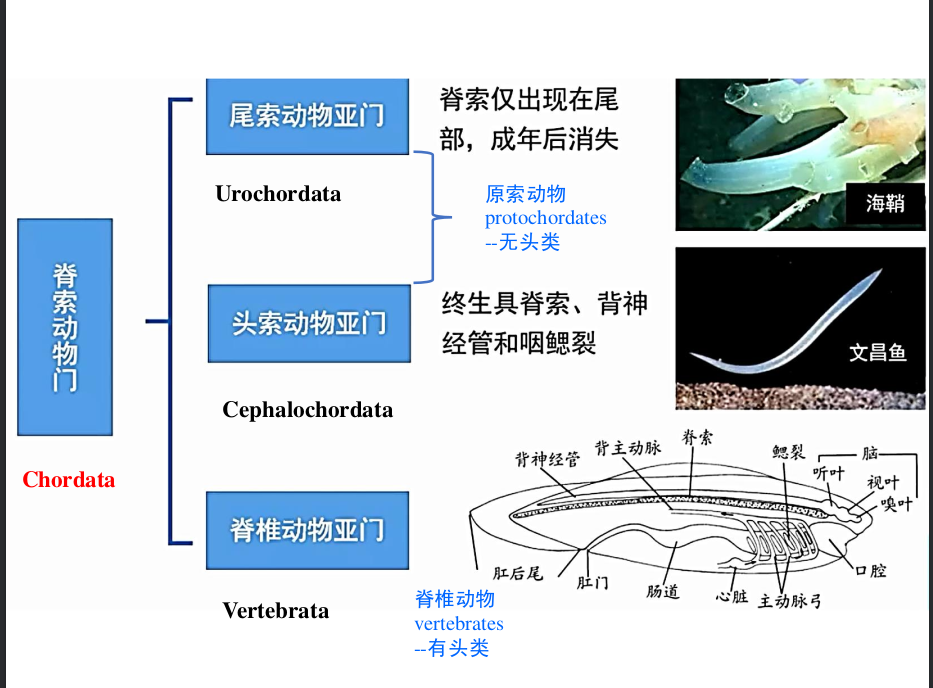 脊索动物门
Chordata
尾索动物亚门
Urochordata
脊索仅出现在尾
部，成年后消失
原索动物
protochordates
--无头类
海鞘
头索动物亚门
Cephalochordata
终生具脊索、背神
经管和咽鳃裂
文昌鱼
脊椎动物亚门
Vertebrata
脊椎动物
vertebrates
--有头类
背神经管
背主动脉
脊索
鳃裂
脑
听叶
视叶
嗅叶
肛后尾
肛门
肠道
心脏
主动脉弓
口腔